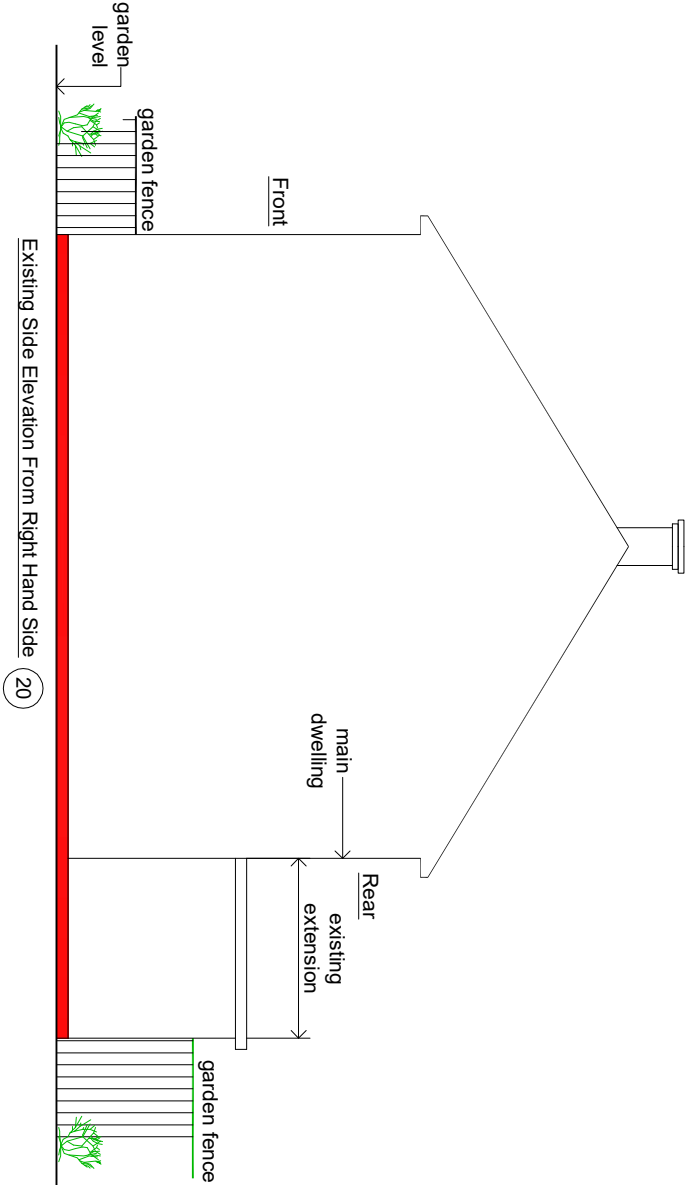 garden
level
garden fence
Front
main
dwelling
Rear
existing
extension
garden fence
Existing Side Elevation From Right Hand Side
20